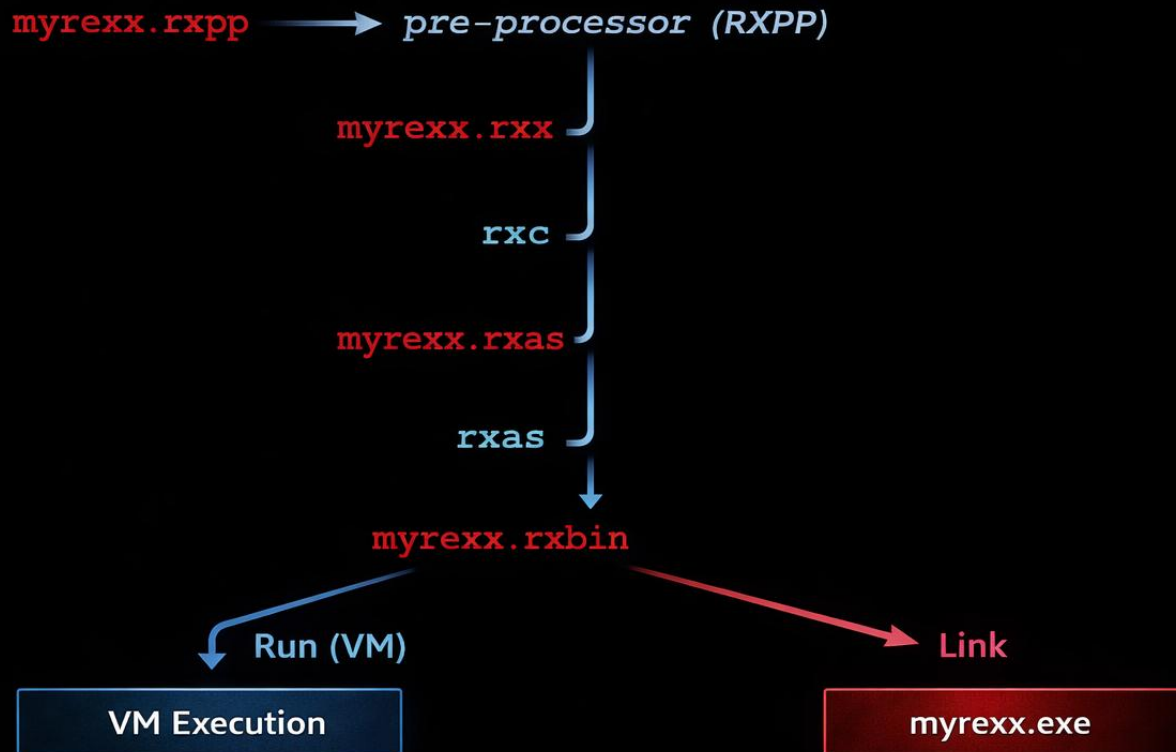 myrexx.rxpp pre-processor (RXPP)
myrexx.rxx
rxc
myrexx.rxas
rxas
myrexx.rxbin
Run (VM) Link
VM Execution myrexx.exe